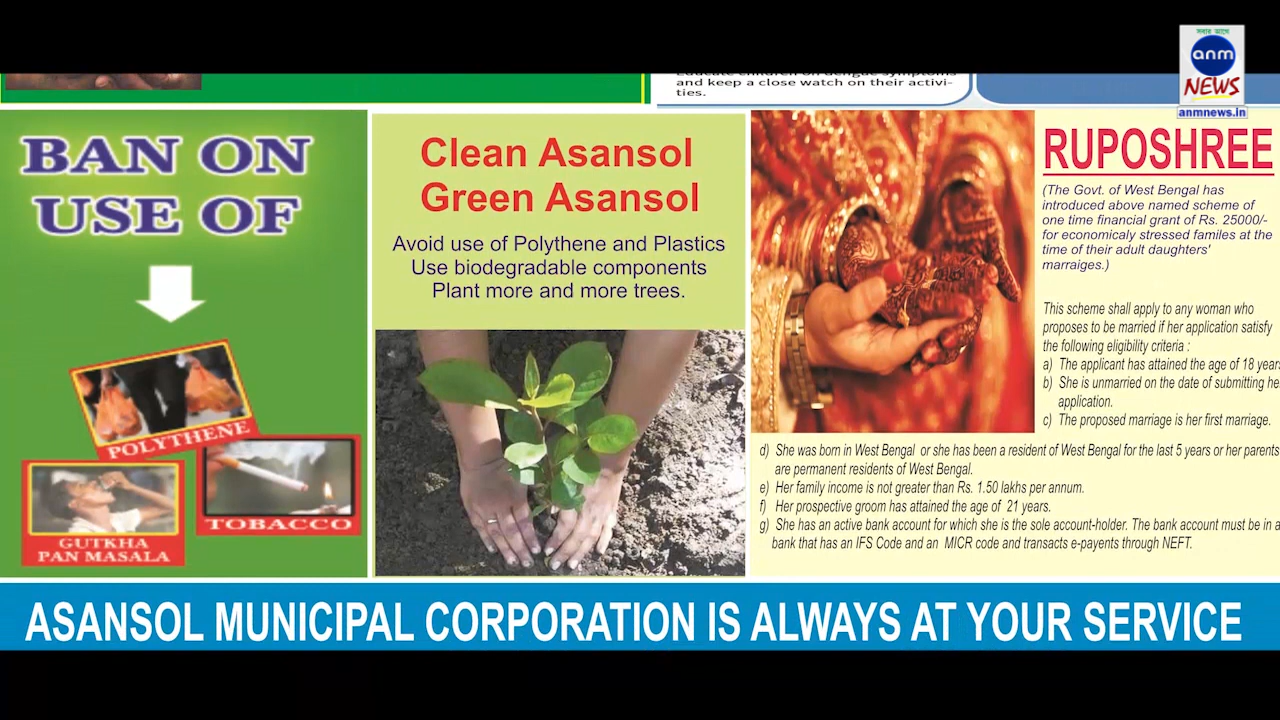 সবার আগে
anm
NEWS
anmnews.in
and keep a close watch on their activi-
ties.
BAN ON
USE OF
POLYTHENE
TOBACCO
GUTKHA
PAN MASALA
Clean Asansol
Green Asansol
Avoid use of Polythene and Plastics
Use biodegradable components
Plant more and more trees.
RUPOSHREE
(The Govt. of West Bengal has
introduced above named scheme of
one time financial grant of Rs. 25000/-
for economicaly stressed familes at the
time of their adult daughters'
marraiges.)
This scheme shall apply to any woman who
proposes to be married if her application satisfy
the following eligibility criteria :
a) The applicant has attained the age of 18 years
b) She is unmarried on the date of submitting he
application.
c) The proposed marriage is her first marriage.
d) She was born in West Bengal or she has been a resident of West Bengal for the last 5 years or her parents
are permanent residents of West Bengal.
e) Her family income is not greater than Rs. 1.50 lakhs per annum.
f) Her prospective groom has attained the age of 21 years.
g) She has an active bank account for which she is the sole account-holder. The bank account must be in a
bank that has an IFS Code and an MICR code and transacts e-payents through NEFT.
ASANSOL MUNICIPAL CORPORATION IS ALWAYS AT YOUR SERVICE